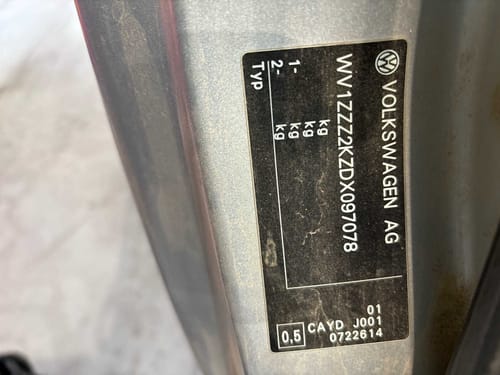 VOLKSWAGEN AG
WV1ZZZ2KZDX097078
kg
kg
1- kg
2- kg
Typ
01
CAYD J001
0.5 0722614